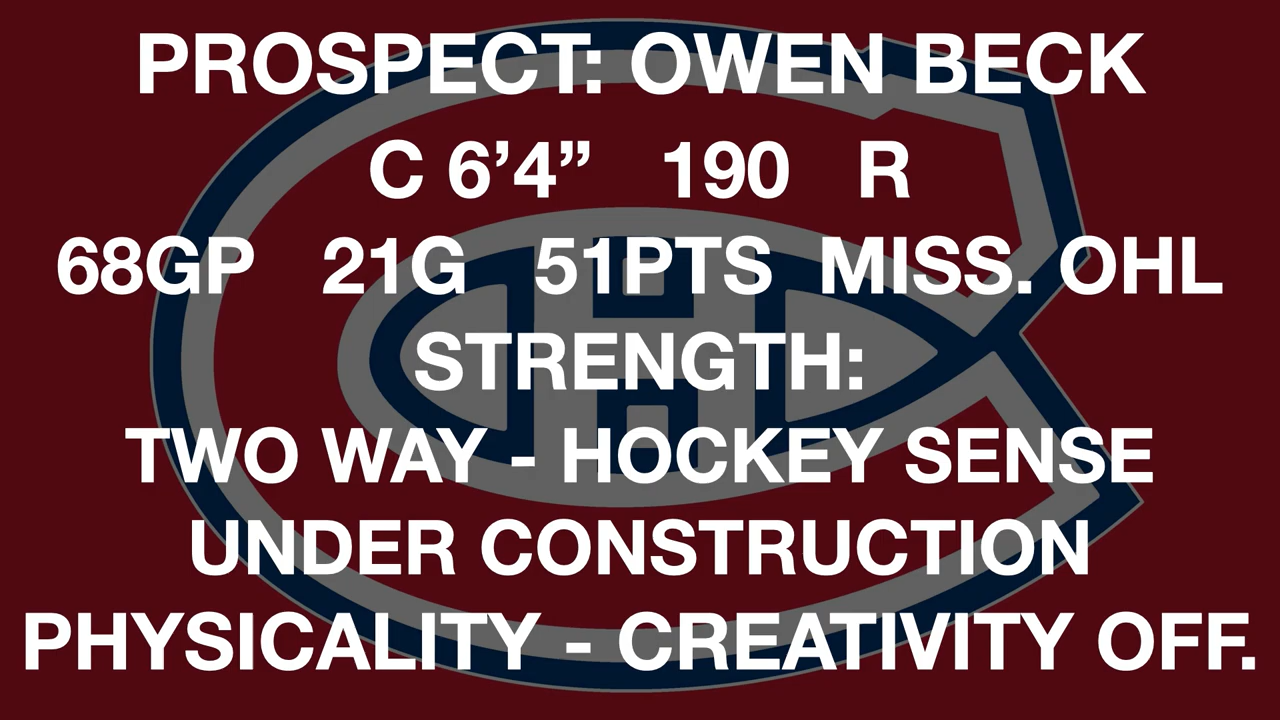 PROSPECT: OWEN BECK
C 6’4” 190 R
68GP 21G 51PTS MISS. OHL
STRENGTH:
TWO WAY - HOCKEY SENSE
UNDER CONSTRUCTION
PHYSICALITY - CREATIVITY OFF.